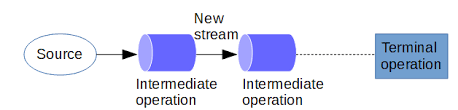 New
stream
Source
Terminal
operation
Intermediate
operation
Intermediate
operation